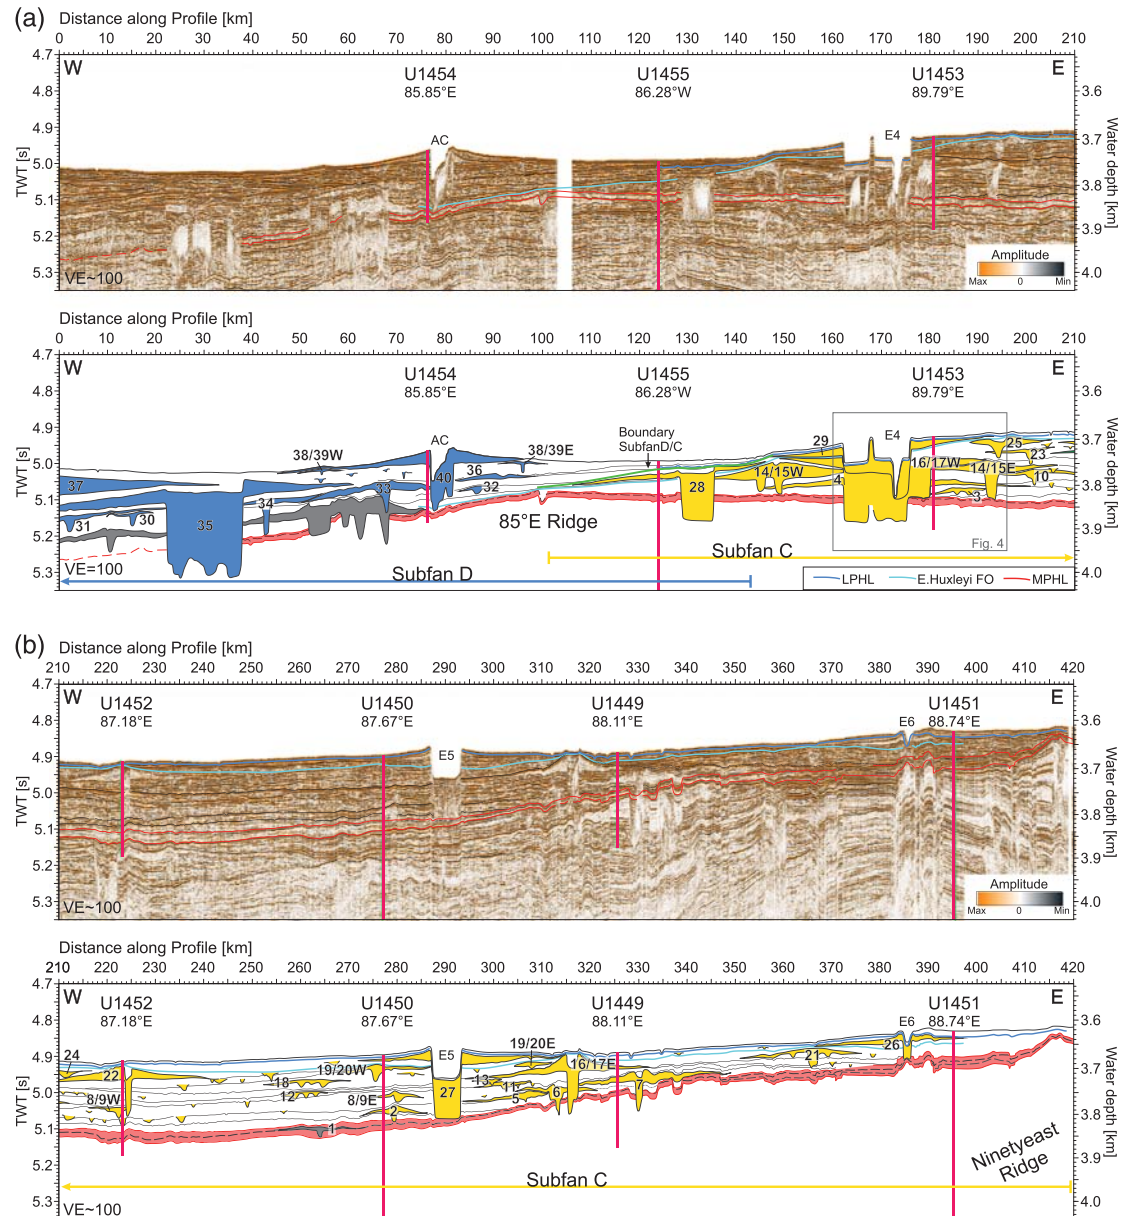 (a)
Distance along Profile [km]
0 10 20 30 40 50 60 70 80 90 100 110 120 130 140 150 160 170 180 190 200 210
W
E
U1454
85.85°E
U1455
86.28°W
U1453
89.79°E
AC
E4
4.7
4.8
4.9
5.0
5.1
5.2
5.3
TWT [s]
3.6
3.7
3.8
3.9
4.0
Water depth [km]
VE~100
Amplitude
Max 0 Min
Distance along Profile [km]
0 10 20 30 40 50 60 70 80 90 100 110 120 130 140 150 160 170 180 190 200 210
W
E
U1454
85.85°E
U1455
86.28°W
U1453
89.79°E
4.7
4.8
4.9
5.0
5.1
5.2
5.3
TWT [s]
3.6
3.7
3.8
3.9
4.0
Water depth [km]
AC
E4
Boundary
SubfanD/C
38/39W
38/39E
37
36
40
33
32
34
31
30
35
29
28
14/15W
4
16/17W
14/15E
25
23
10
3
85°E Ridge
Fig. 4
Subfan C
Subfan D
VE=100
LPHL
E.Huxleyi FO
MPHL
(b)
Distance along Profile [km]
210 220 230 240 250 260 270 280 290 300 310 320 330 340 350 360 370 380 390 400 410 420
W
E
U1452
87.18°E
U1450
87.67°E
U1449
88.11°E
U1451
88.74°E
E5
E6
4.7
4.8
4.9
5.0
5.1
5.2
5.3
TWT [s]
3.6
3.7
3.8
3.9
4.0
Water depth [km]
VE~100
Amplitude
Max 0 Min
Distance along Profile [km]
210 220 230 240 250 260 270 280 290 300 310 320 330 340 350 360 370 380 390 400 410 420
W
E
U1452
87.18°E
U1450
87.67°E
U1449
88.11°E
U1451
88.74°E
4.7
4.8
4.9
5.0
5.1
5.2
5.3
TWT [s]
3.6
3.7
3.8
3.9
4.0
Water depth [km]
E5
E6
24
22
8/9W
18
12
19/20W
8/9E
2
1
27
19/20E
16/17E
13
11
5
6
7
21
26
Ninetyeast
Ridge
Subfan C
VE~100